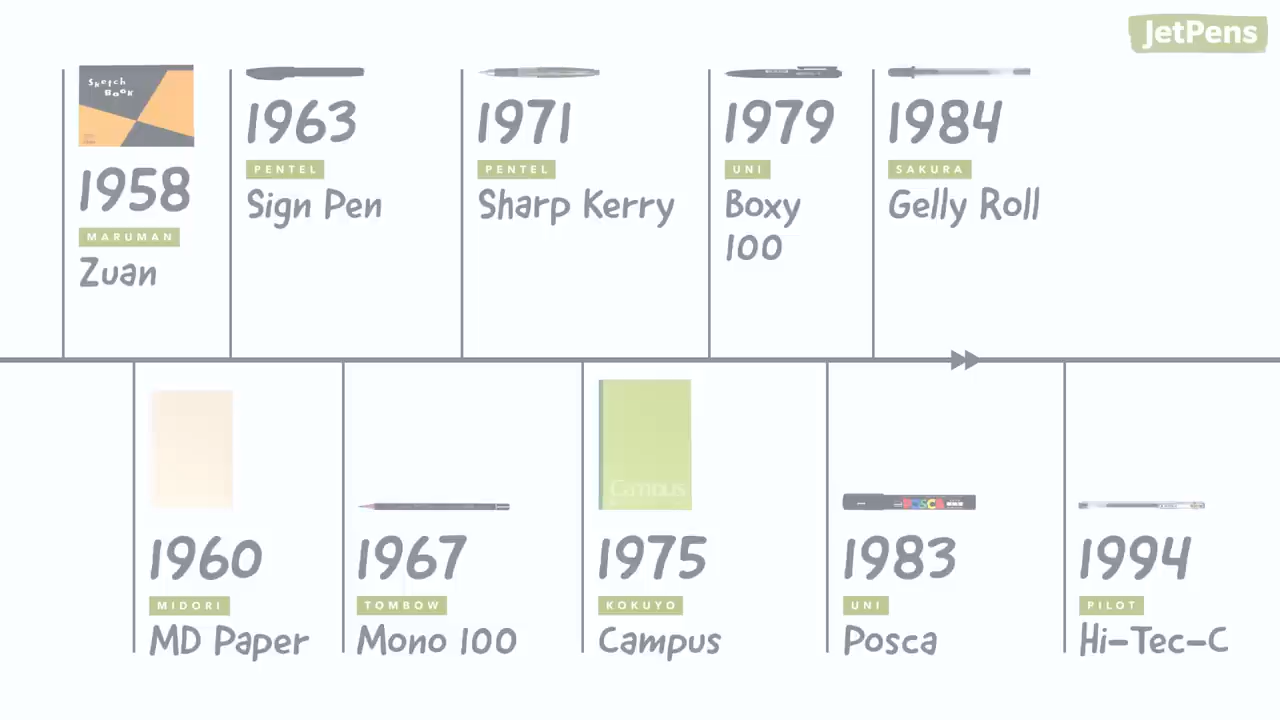 JetPens
Sketch
Book
1958
MARUMAN
Zuan
1963
PENTEL
Sign Pen
1971
PENTEL
Sharp Kerry
1979
UNI
Boxy
100
1984
SAKURA
Gelly Roll
1960
MIDORI
MD Paper
1967
TOMBOW
Mono 100
Campus
1975
KOKUYO
Campus
POSCA
1983
UNI
Posca
1994
PILOT
Hi-Tec-C